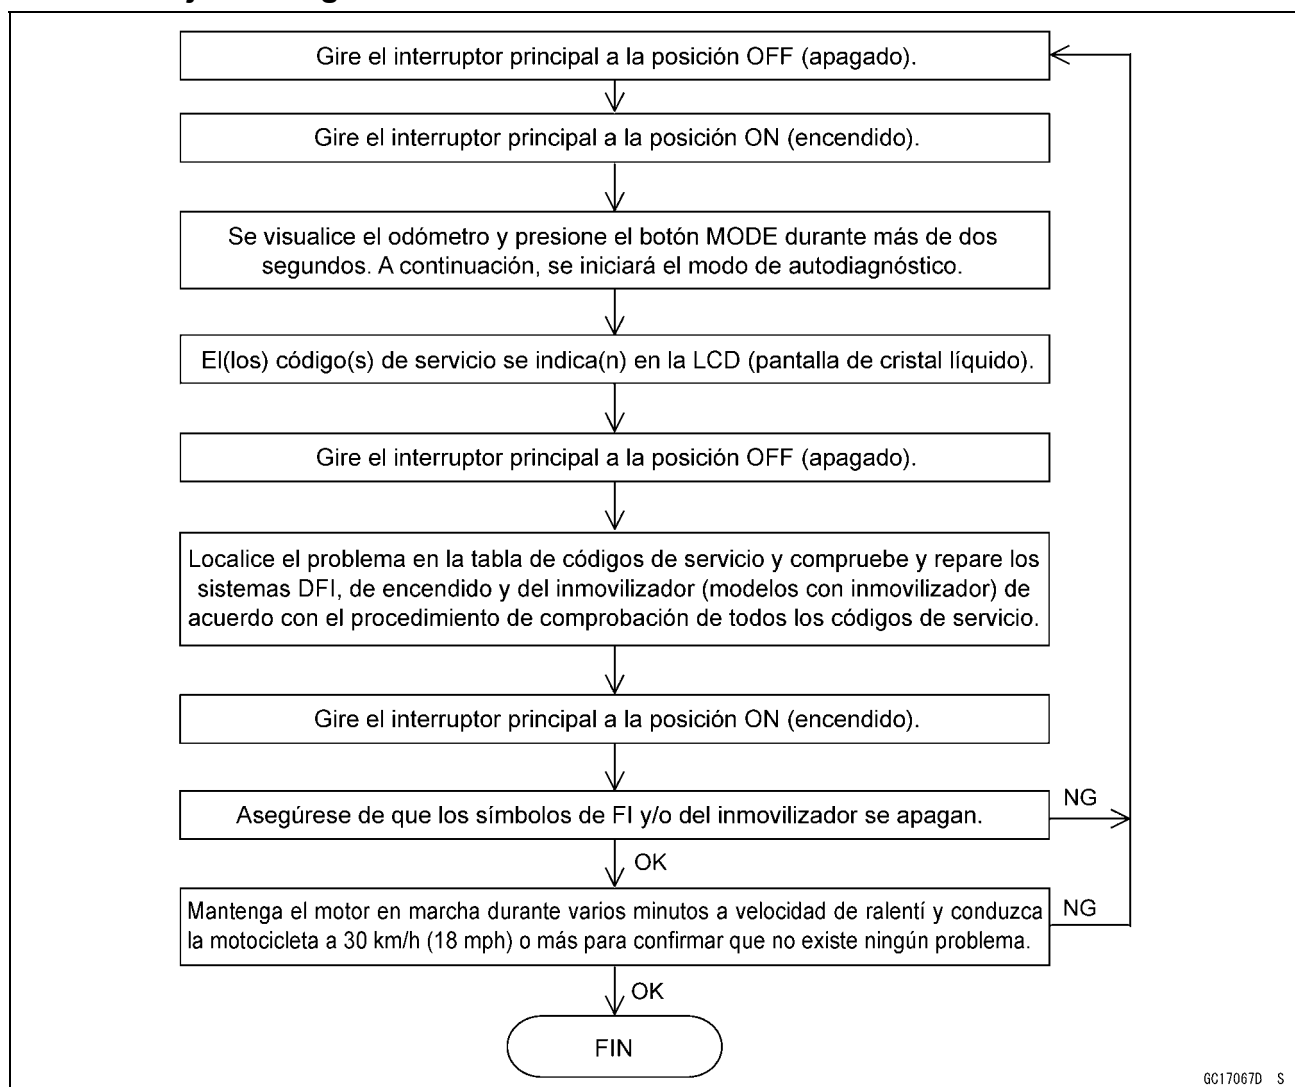 Gire el interruptor principal a la posición OFF (apagado).
Gire el interruptor principal a la posición ON (encendido).
Se visualice el odómetro y presione el botón MODE durante más de dos
segundos. A continuación, se iniciará el modo de autodiagnóstico.
El(los) código(s) de servicio se indica(n) en la LCD (pantalla de cristal líquido).
Gire el interruptor principal a la posición OFF (apagado).
Localice el problema en la tabla de códigos de servicio y compruebe y repare los
sistemas DFI, de encendido y del inmovilizador (modelos con inmovilizador) de
acuerdo con el procedimiento de comprobación de todos los códigos de servicio.
Gire el interruptor principal a la posición ON (encendido).
Asegúrese de que los símbolos de FI y/o del inmovilizador se apagan.
NG
OK
Mantenga el motor en marcha durante varios minutos a velocidad de ralentí y conduzca
la motocicleta a 30 km/h (18 mph) o más para confirmar que no existe ningún problema.
NG
OK
FIN
GC17067D S